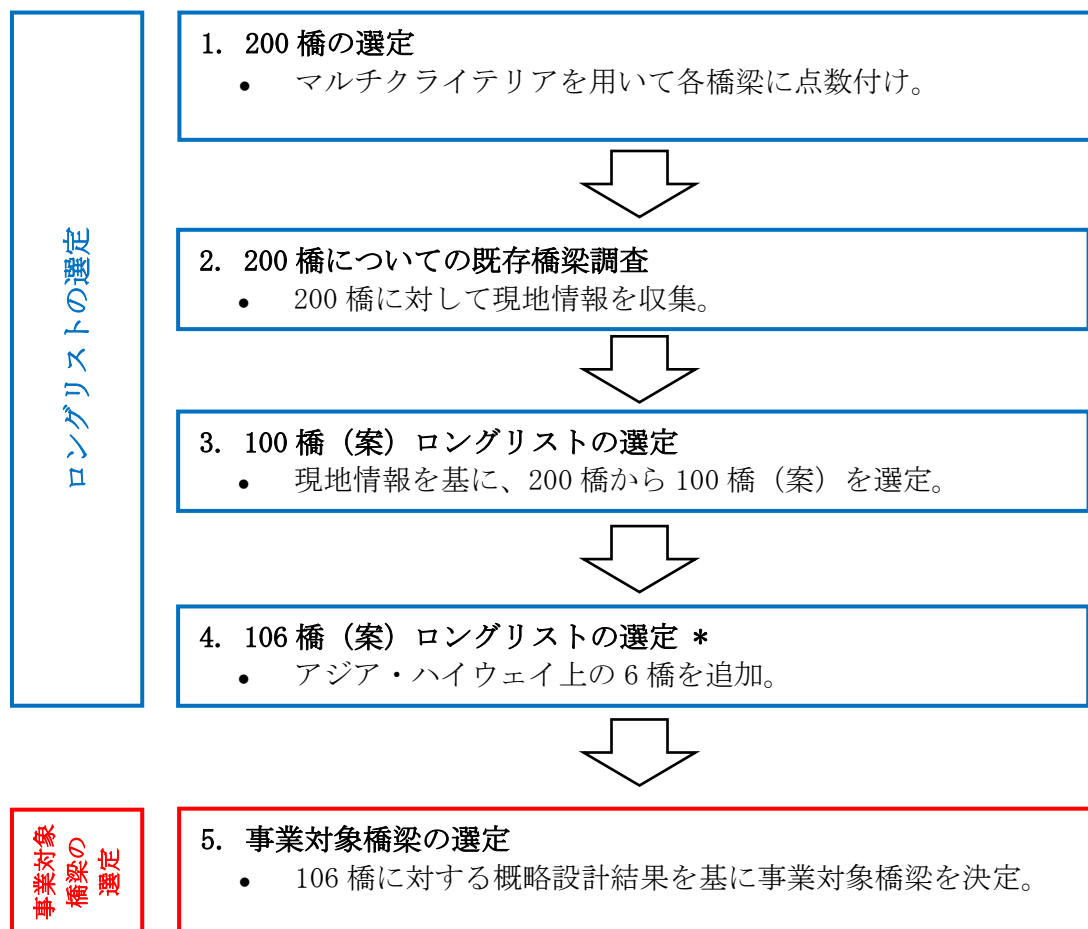 ロングリストの選定
1. 200 橋の選定
• マルチクライテリアを用いて各橋梁に点数付け。
2. 200 橋についての既存橋梁調査
• 200 橋に対して現地情報を収集。
3. 100 橋（案）ロングリストの選定
• 現地情報を基に、200 橋から 100 橋（案）を選定。
4. 106 橋（案）ロングリストの選定 *
• アジア・ハイウェイ上の 6 橋を追加。
事業対象
橋梁の
選定
5. 事業対象橋梁の選定
• 106 橋に対する概略設計結果を基に事業対象橋梁を決定。